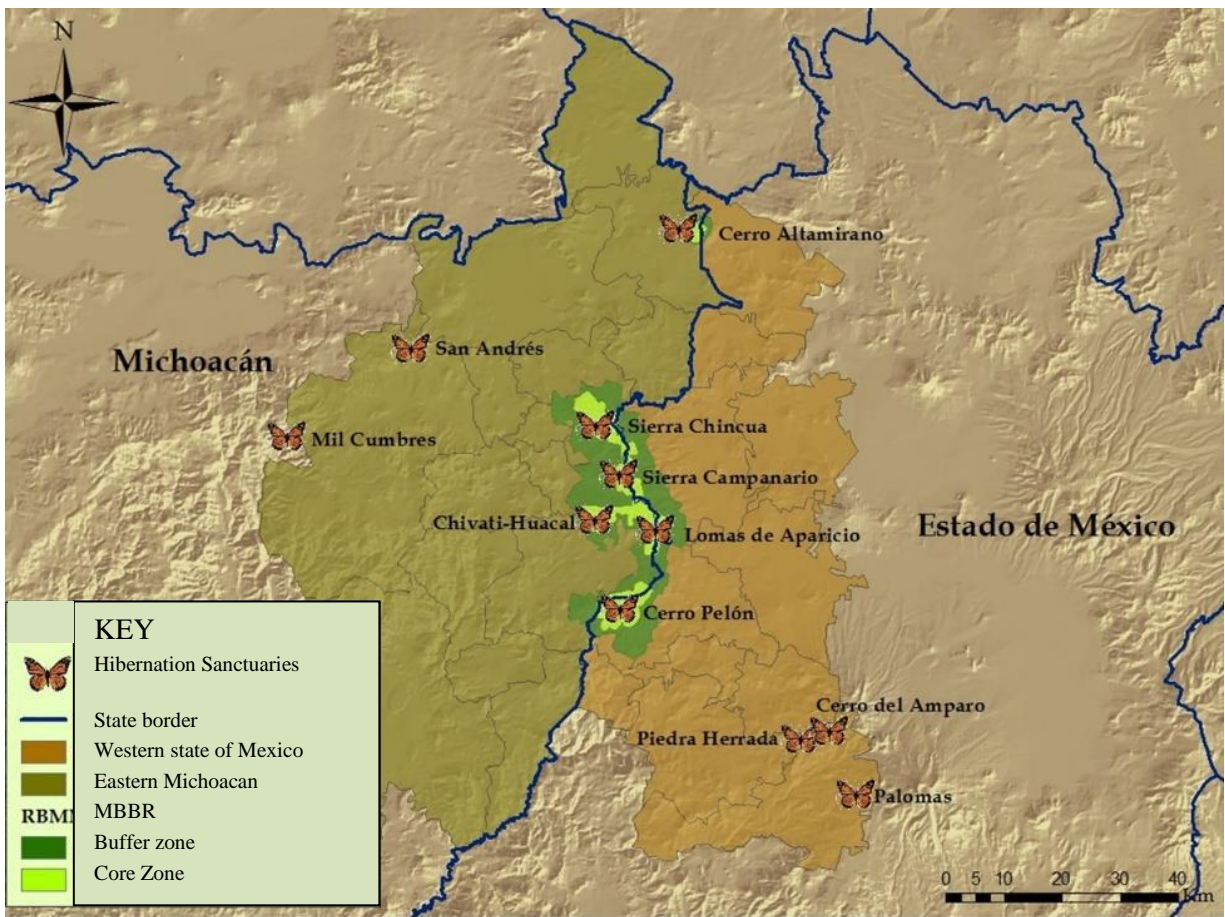 N
Cerro Altamirano
San Andrés
Michoacán
Sierra Chincua
Mil Cumbres
Sierra Campanario
Chivati-Huacal
Lomas de Aparicio
Estado de México
Cerro Pelón
Cerro del Amparo
Piedra Herrada
Palomas
KEY
Hibernation Sanctuaries
State border
Western state of Mexico
Eastern Michoacan
MBBR
Buffer zone
Core Zone
0 5 10 20 30 40
Km